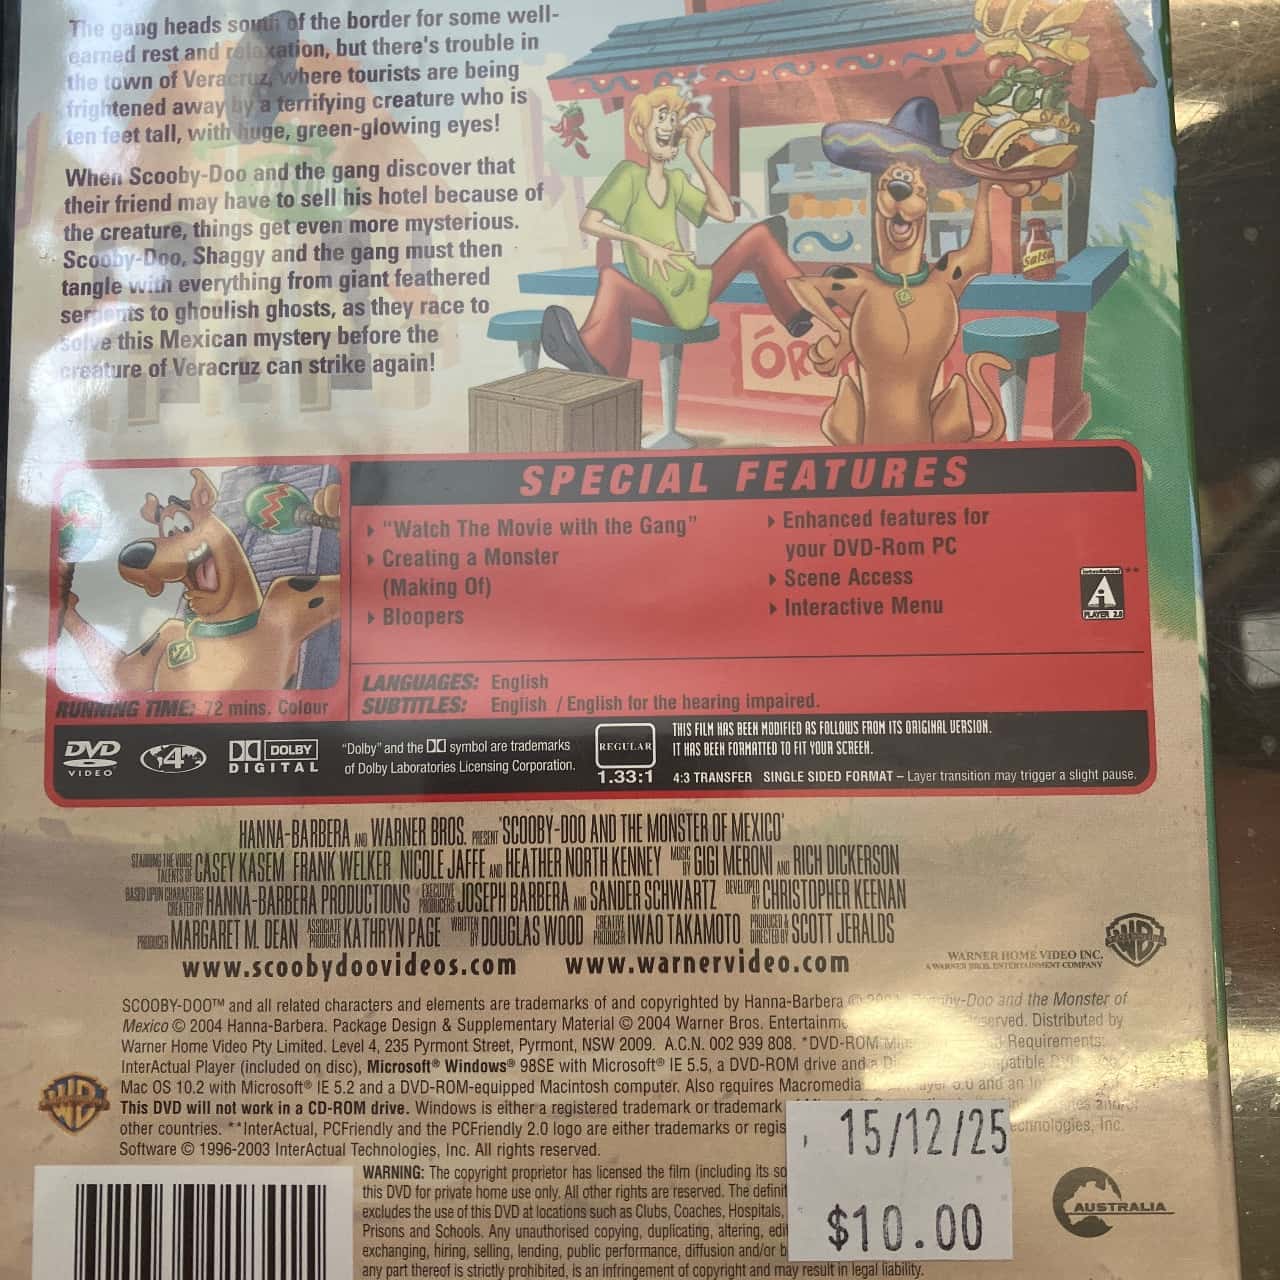 The gang heads south of the border for some well-
earned rest and relaxation, but there's trouble in
the town of Veracruz, where tourists are being
frightened away by a terrifying creature who is
ten feet tall, with huge, green-glowing eyes!
When Scooby-Doo and the gang discover that
their friend may have to sell his hotel because of
the creature, things get even more mysterious.
Scooby-Doo, Shaggy and the gang must then
tangle with everything from giant feathered
serpents to ghoulish ghosts, as they race to
solve this Mexican mystery before the
creature of Veracruz can strike again!
Salsa
ÓR
SPECIAL FEATURES
"Watch The Movie with the Gang"
Creating a Monster
(Making Of)
Bloopers
Enhanced features for
your DVD-Rom PC
Scene Access
Interactive Menu
InterActual
**
PLAYER 2.0
LANGUAGES: English
SUBTITLES: English / English for the hearing impaired.
RUNNING TIME: 72 mins. Colour
DVD
VIDEO
4
DOLBY
DIGITAL
"Dolby" and the DD symbol are trademarks
of Dolby Laboratories Licensing Corporation.
REGULAR
1.33:1
THIS FILM HAS BEEN MODIFIED AS FOLLOWS FROM ITS ORIGINAL VERSION.
IT HAS BEEN FORMATTED TO FIT YOUR SCREEN.
4:3 TRANSFER SINGLE SIDED FORMAT – Layer transition may trigger a slight pause.
HANNA-BARBERA AND WARNER BROS. PRESENT 'SCOOBY-DOO AND THE MONSTER OF MEXICO'
STARRING THE VOICE TALENTS OF CASEY KASEM FRANK WELKER NICOLE JAFFE AND HEATHER NORTH KENNEY MUSIC BY GIGI MERONI AND RICH DICKERSON
BASED UPON CHARACTERS CREATED BY HANNA-BARBERA PRODUCTIONS EXECUTIVE PRODUCERS JOSEPH BARBERA AND SANDER SCHWARTZ DEVELOPED BY CHRISTOPHER KEENAN
PRODUCER MARGARET M. DEAN ASSOCIATE PRODUCER KATHRYN PAGE WRITTEN BY DOUGLAS WOOD CREATIVE PRODUCER IWAO TAKAMOTO PRODUCED & DIRECTED BY SCOTT JERALDS
www.scoobydoovideos.com www.warnervideo.com
WARNER HOME VIDEO INC.
A WARNER BROS. ENTERTAINMENT COMPANY
SCOOBY-DOO™ and all related characters and elements are trademarks of and copyrighted by Hanna-Barbera © Scooby-Doo and the Monster of
Mexico © 2004 Hanna-Barbera. Package Design & Supplementary Material © 2004 Warner Bros. Entertainme served. Distributed by
Warner Home Video Pty Limited. Level 4, 235 Pyrmont Street, Pyrmont, NSW 2009. A.C.N. 002 939 808. *DVD-ROM Requirements:
InterActual Player (included on disc), Microsoft® Windows® 98SE with Microsoft® IE 5.5, a DVD-ROM drive and a
Mac OS 10.2 with Microsoft® IE 5.2 and a DVD-ROM-equipped Macintosh computer. Also requires Macromedia and an
This DVD will not work in a CD-ROM drive. Windows is either a registered trademark or trademark
other countries. **InterActual, PCFriendly and the PCFriendly 2.0 logo are either trademarks or regis echnologies, Inc.
Software © 1996-2003 InterActual Technologies, Inc. All rights reserved.
15/12/25
$10.00
WARNING: The copyright proprietor has licensed the film (including its so
this DVD for private home use only. All other rights are reserved. The definit
excludes the use of this DVD at locations such as Clubs, Coaches, Hospitals,
Prisons and Schools. Any unauthorised copying, duplicating, altering, edi
exchanging, hiring, selling, lending, public performance, diffusion and/or b
any part thereof is strictly prohibited, is an infringement of copyright and may result in legal liability.
AUSTRALIA